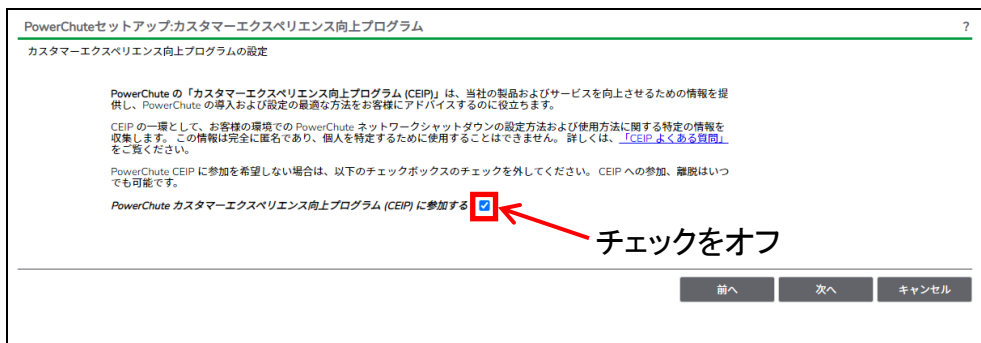 PowerChuteセットアップ:カスタマーエクスペリエンス向上プログラム ?
カスタマーエクスペリエンス向上プログラムの設定
PowerChute の「カスタマーエクスペリエンス向上プログラム (CEIP)」は、当社の製品およびサービスを向上させるための情報を提
供し、PowerChute の導入および設定の最適な方法をお客様にアドバイスするのに役立ちます。
CEIP の一環として、お客様の環境での PowerChute ネットワークシャットダウンの設定方法および使用方法に関する特定の情報を
収集します。 この情報は完全に匿名であり、個人を特定するために使用することはできません。 詳しくは、「CEIP よくある質問」
をご覧ください。
PowerChute CEIP に参加を希望しない場合は、以下のチェックボックスのチェックを外してください。 CEIP への参加、離脱はいつ
でも可能です。
PowerChute カスタマーエクスペリエンス向上プログラム (CEIP) に参加する
チェックをオフ
前へ 次へ キャンセル